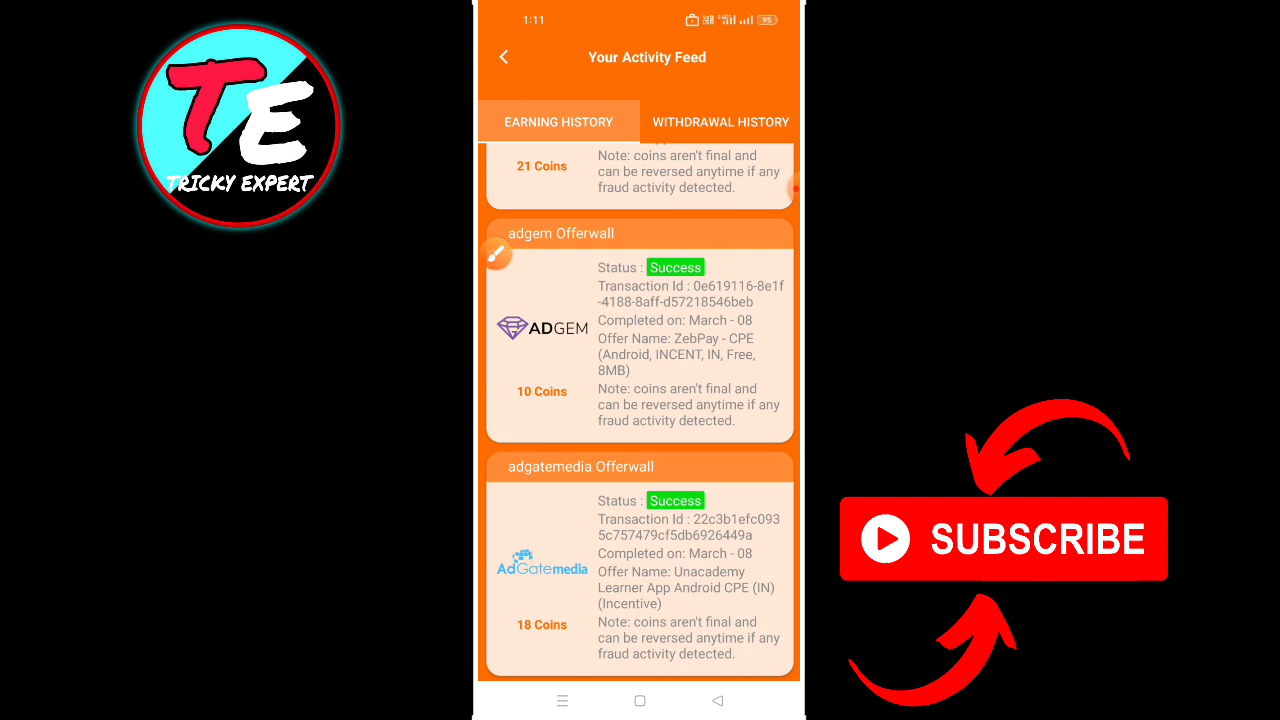 TE
TRICKY EXPERT
1:11
95
Your Activity Feed
EARNING HISTORY
WITHDRAWAL HISTORY
21 Coins
Note: coins aren't final and
can be reversed anytime if any
fraud activity detected.
adgem Offerwall
Status : Success
Transaction Id : 0e619116-8e1f
-4188-8aff-d57218546beb
Completed on: March - 08
Offer Name: ZebPay - CPE
(Android, INCENT, IN, Free,
8MB)
ADGEM
10 Coins
Note: coins aren't final and
can be reversed anytime if any
fraud activity detected.
adgatemedia Offerwall
Status : Success
Transaction Id : 22c3b1efc093
5c757479cf5db6926449a
Completed on: March - 08
Offer Name: Unacademy
Learner App Android CPE (IN)
(Incentive)
AdGatemedia
18 Coins
Note: coins aren't final and
can be reversed anytime if any
fraud activity detected.
SUBSCRIBE